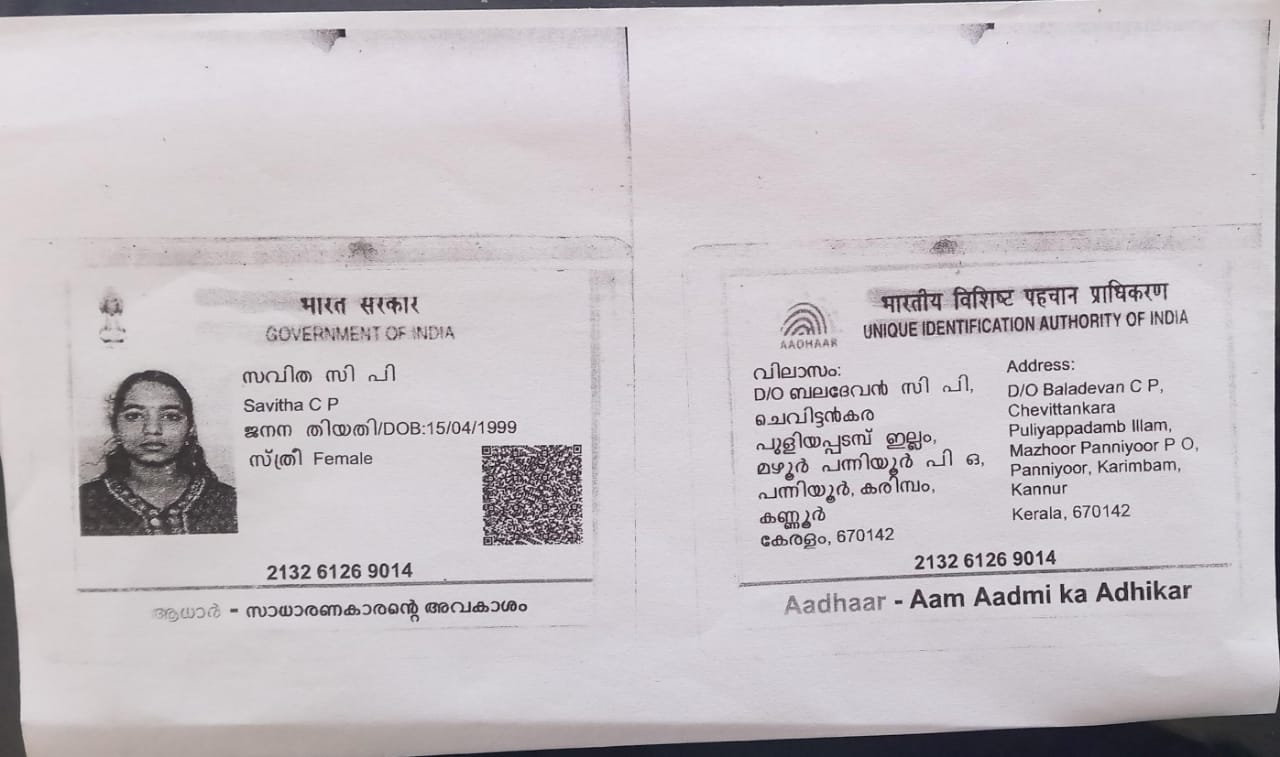 भारत सरकार
GOVERNMENT OF INDIA
സവിത സി പി
Savitha C P
ജനന തിയതി/DOB:15/04/1999
സ്ത്രീ Female
2132 6126 9014
ആധാർ - സാധാരണകാരന്റെ അവകാശം
भारतीय विशिष्ट पहचान प्राधिकरण
UNIQUE IDENTIFICATION AUTHORITY OF INDIA
AADHAAR
വിലാസം:
D/O ബലദേവൻ സി പി,
ചെവിട്ടൻകര
പുളിയപ്പടമ്പ് ഇല്ലം,
മഴൂർ പന്നിയൂർ പി ഒ,
പന്നിയൂർ, കരിമ്പം,
കണ്ണൂർ
കേരളം, 670142
Address:
D/O Baladevan C P,
Chevittankara
Puliyappadamb Illam,
Mazhoor Panniyoor P O,
Panniyoor, Karimbam,
Kannur
Kerala, 670142
2132 6126 9014
Aadhaar - Aam Aadmi ka Adhikar